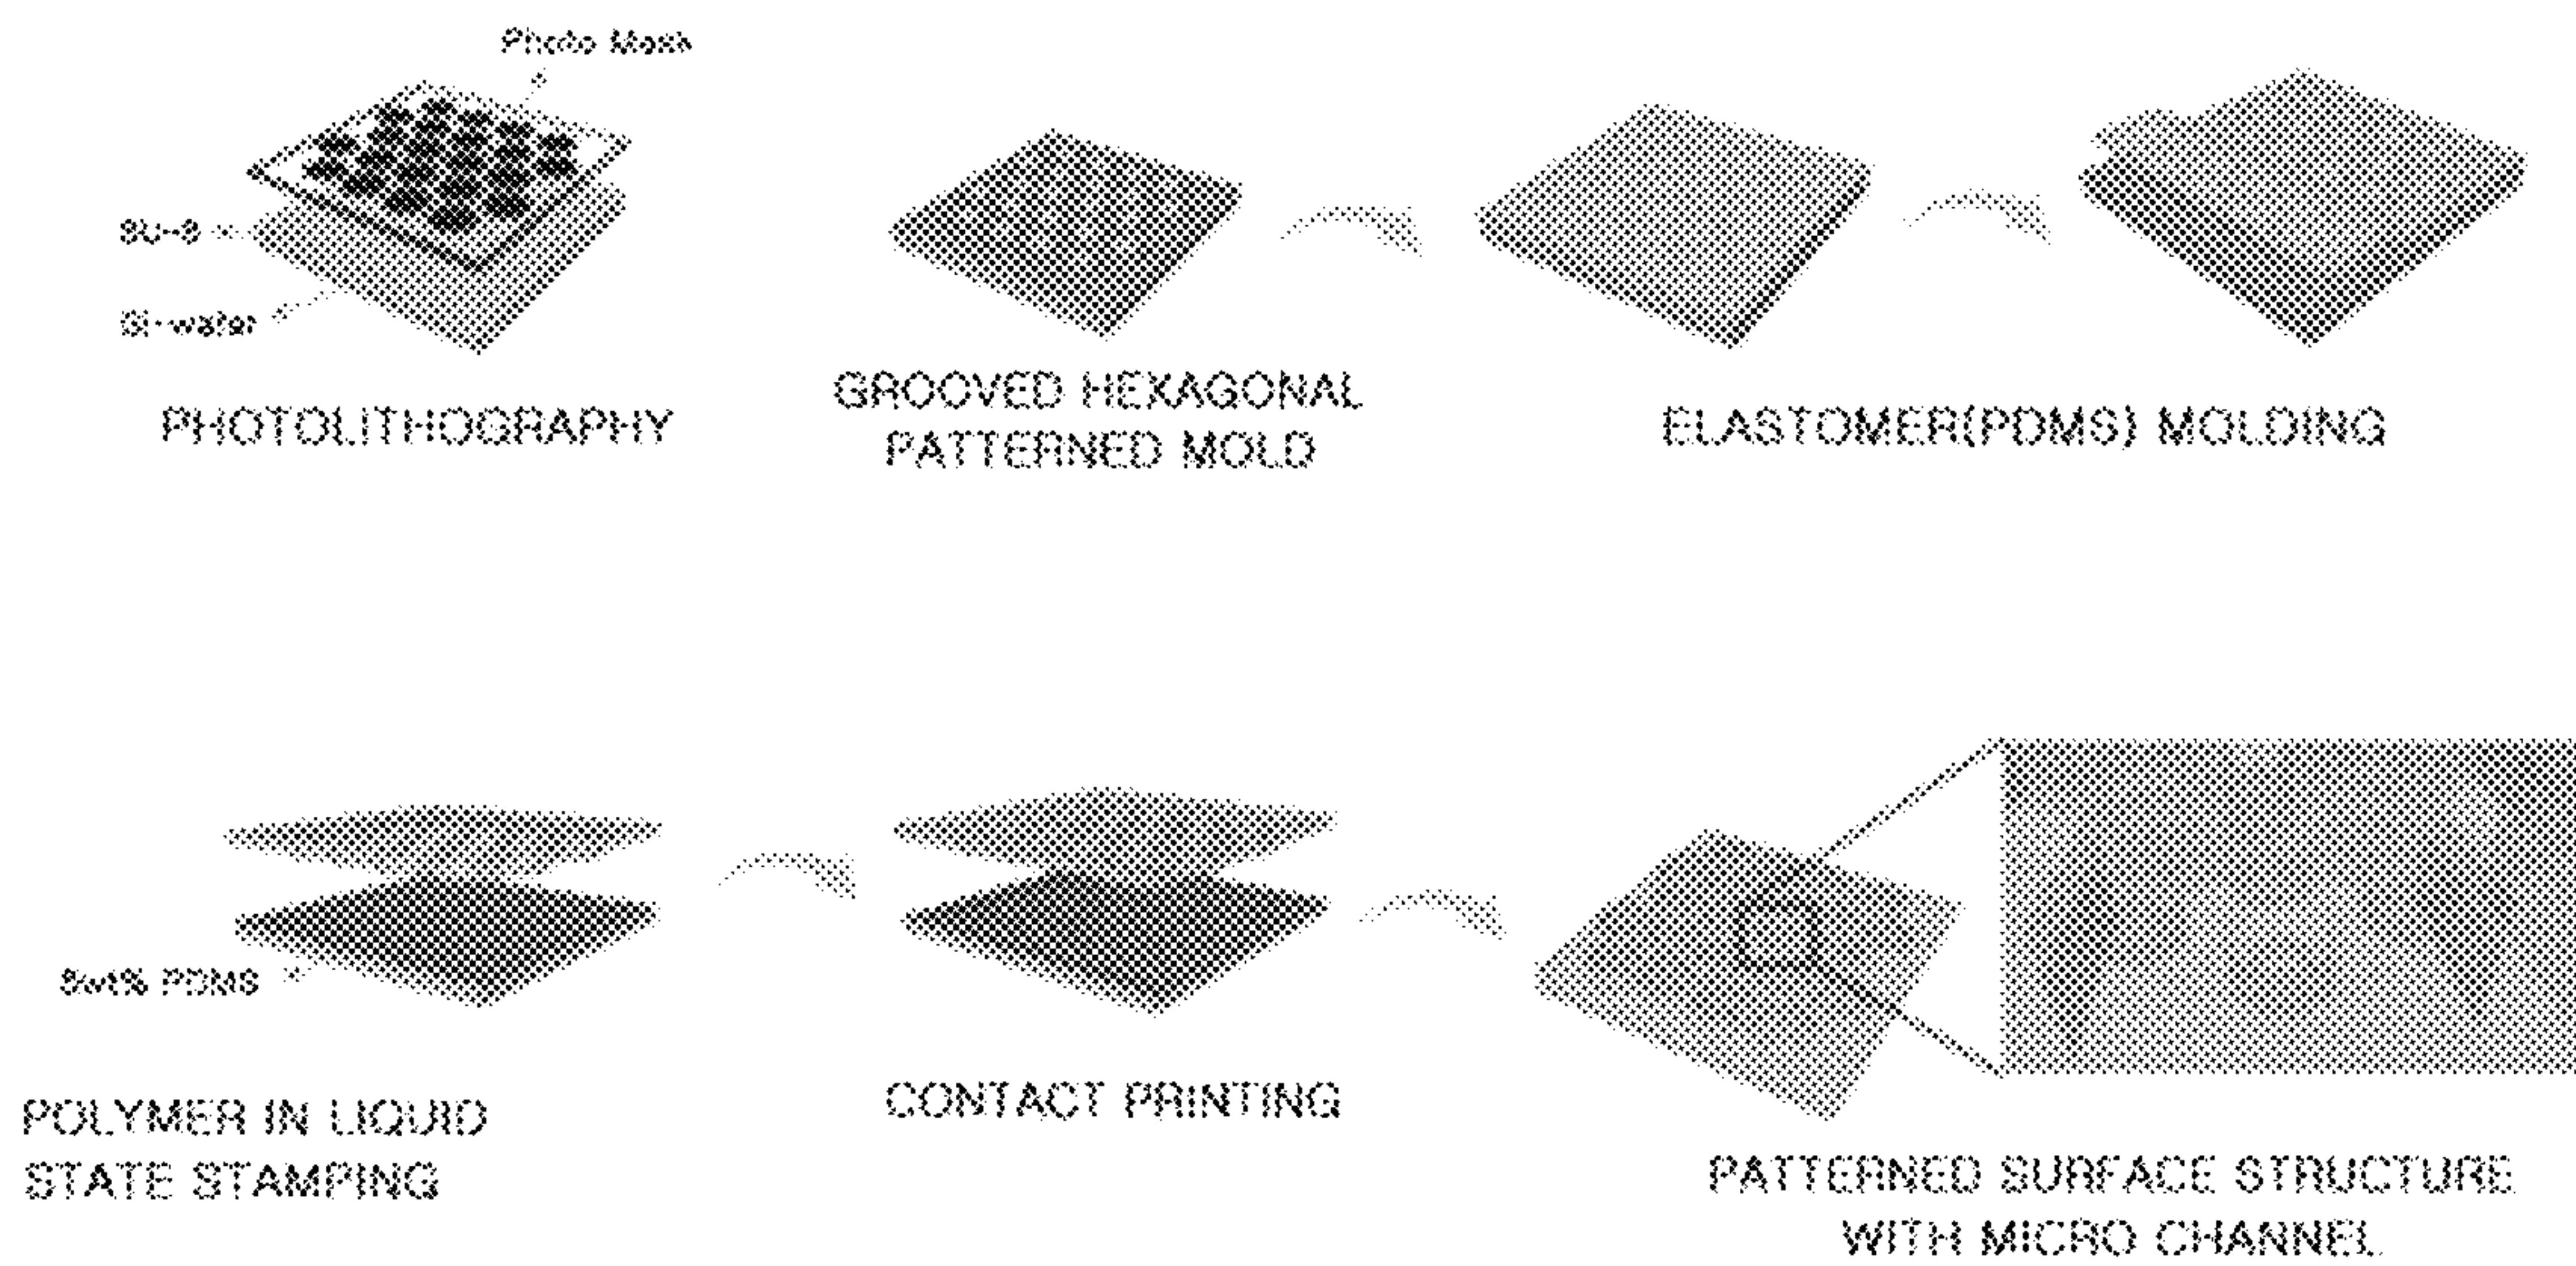 Photo Mask
SU-8
Si-wafer
PHOTOLITHOGRAPHY
GROOVED HEXAGONAL
PATTERNED MOLD
ELASTOMER(PDMS) MOLDING
8wt% PDMS
POLYMER IN LIQUID
STATE STAMPING
CONTACT PRINTING
PATTERNED SURFACE STRUCTURE
WITH MICRO CHANNEL